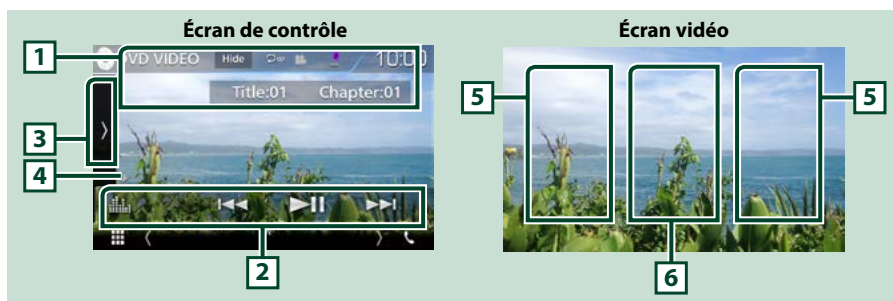 Écran de contrôle
Écran vidéo
1
DVD VIDEO Hide 10:00
Title:01 Chapter:01
3
4
2
5
5
6